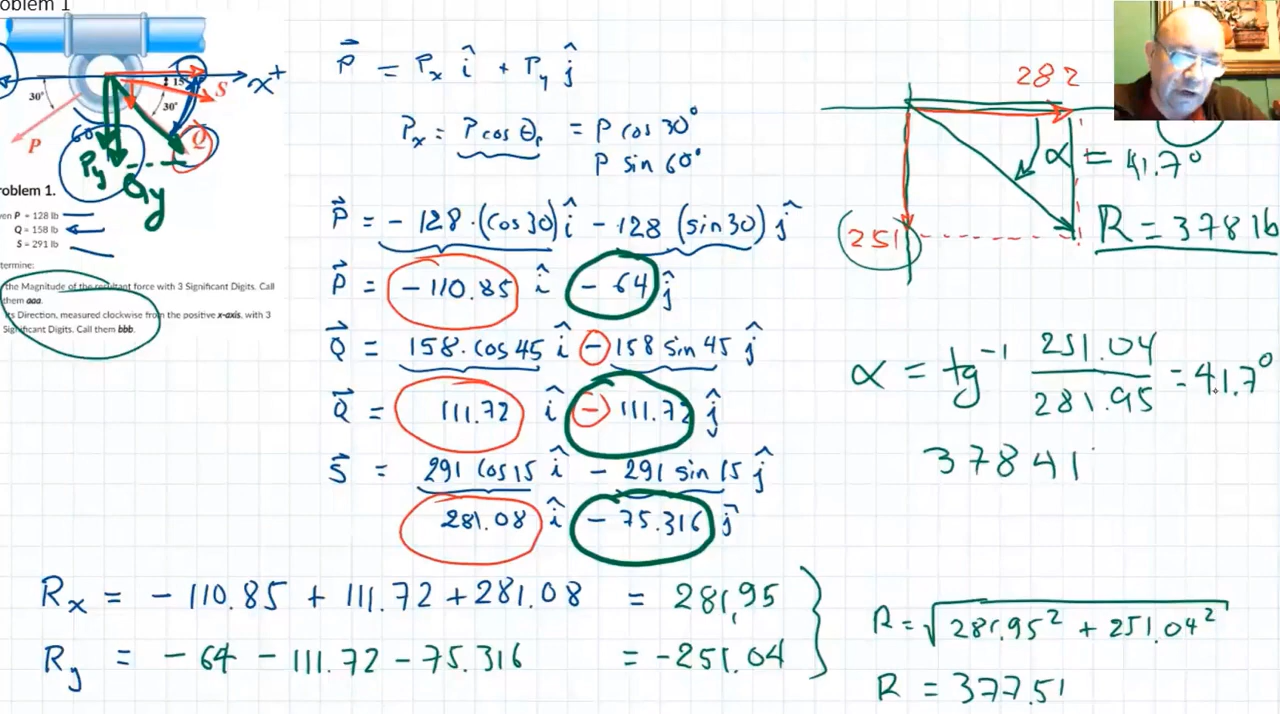 oblem 1
x+
S
15
30°
30°
P
Q
60
Py
Qy
roblem 1.
en P = 128 lb
Q = 158 lb
S = 291 lb
termine:
the Magnitude of the resultant force with 3 Significant Digits. Call
them aaa.
ts Direction, measured clockwise from the positive x-axis, with 3
Significant Digits. Call them bbb.
P⃗ = Px î + Py ĵ
Px = P cos θP = P cos 30°
P sin 60°
P⃗ = - 128 · (cos 30) î - 128 (sin 30) ĵ
P⃗ = - 110.85 î - 64 ĵ
Q⃗ = 158 · cos 45 î - 158 sin 45 ĵ
Q⃗ = 111.72 î - 111.72 ĵ
S⃗ = 291 cos 15 î - 291 sin 15 ĵ
281.08 î - 75.316 ĵ
Rx = - 110.85 + 111.72 + 281.08 = 281,95
Ry = - 64 - 111.72 - 75.316 = -251.04
282
α = 41.7°
251
R = 378 lb
α = tg⁻¹ 251.04 / 281.95 = 41.7°
378 41
R = √281.95² + 251.04²
R = 377.51